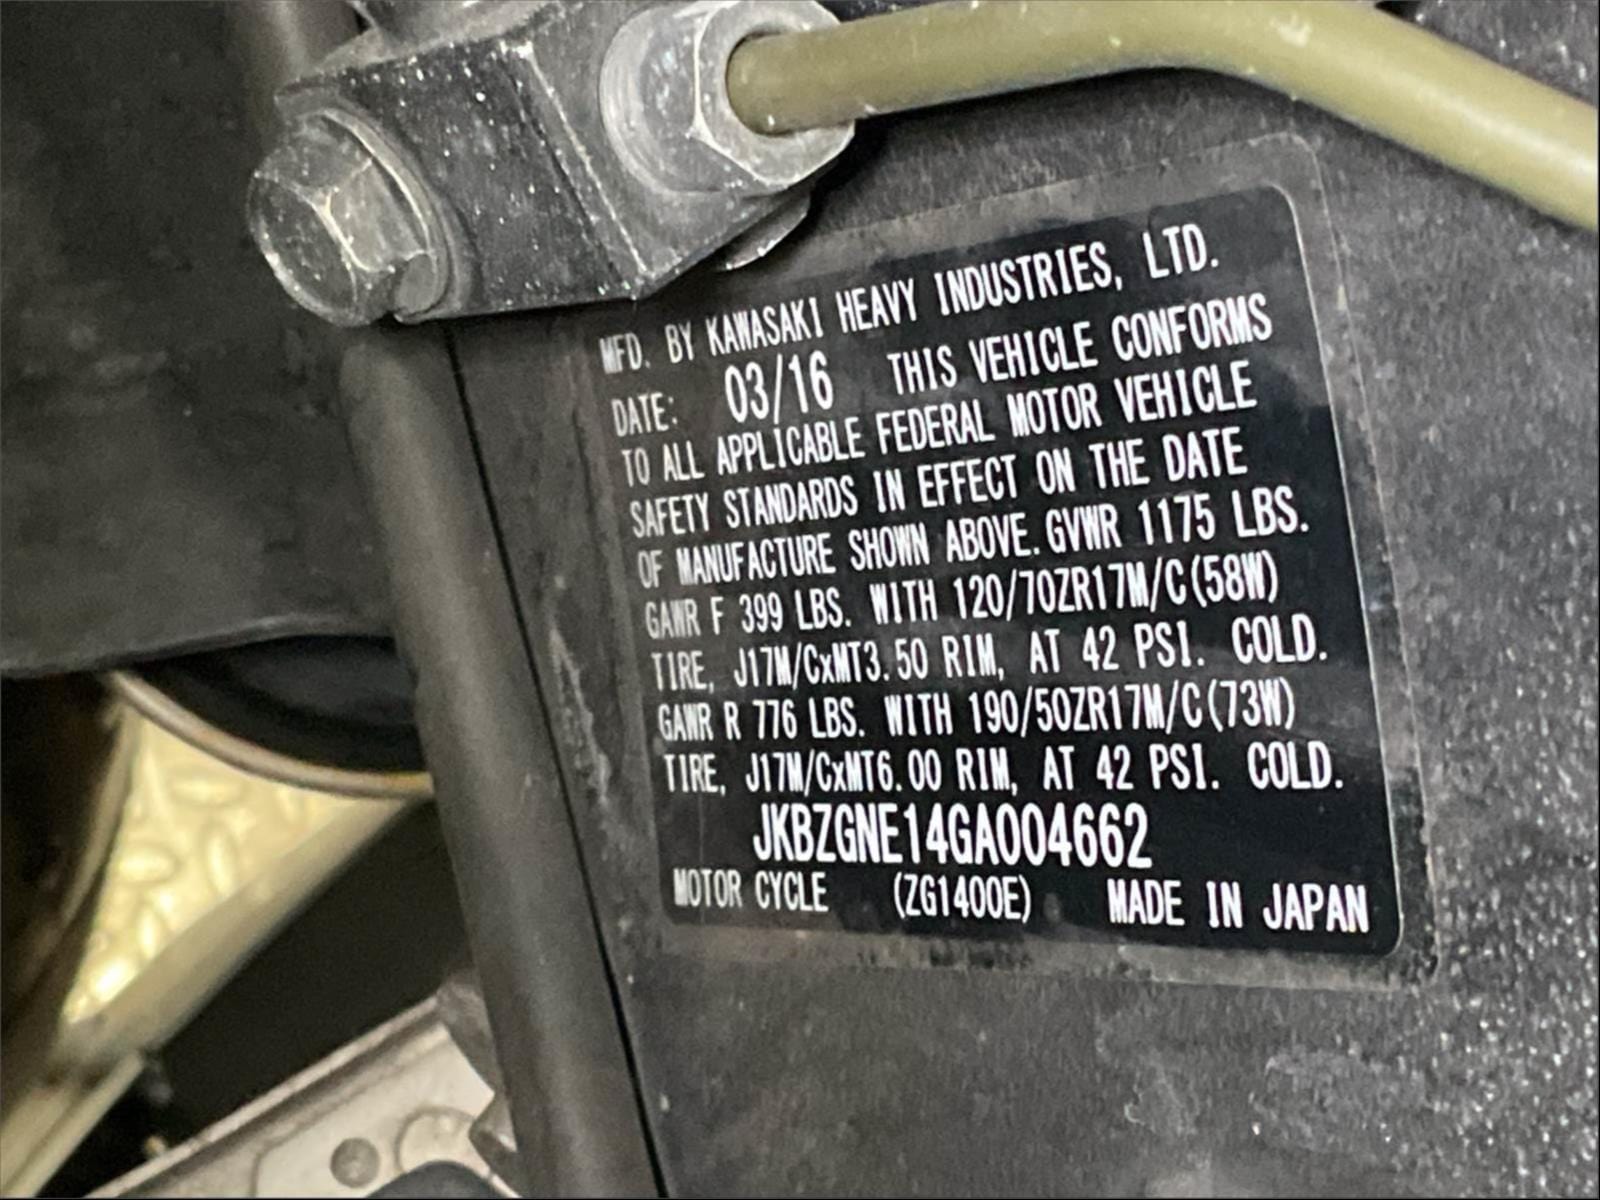 MFD. BY KAWASAKI HEAVY INDUSTRIES, LTD.
DATE: 03/16 THIS VEHICLE CONFORMS
TO ALL APPLICABLE FEDERAL MOTOR VEHICLE
SAFETY STANDARDS IN EFFECT ON THE DATE
OF MANUFACTURE SHOWN ABOVE. GVWR 1175 LBS.
GAWR F 399 LBS. WITH 120/70ZR17M/C(58W)
TIRE, J17M/CxMT3.50 RIM, AT 42 PSI. COLD.
GAWR R 776 LBS. WITH 190/50ZR17M/C(73W)
TIRE, J17M/CxMT6.00 RIM, AT 42 PSI. COLD.
JKBZGNE14GA004662
MOTOR CYCLE (ZG1400E) MADE IN JAPAN